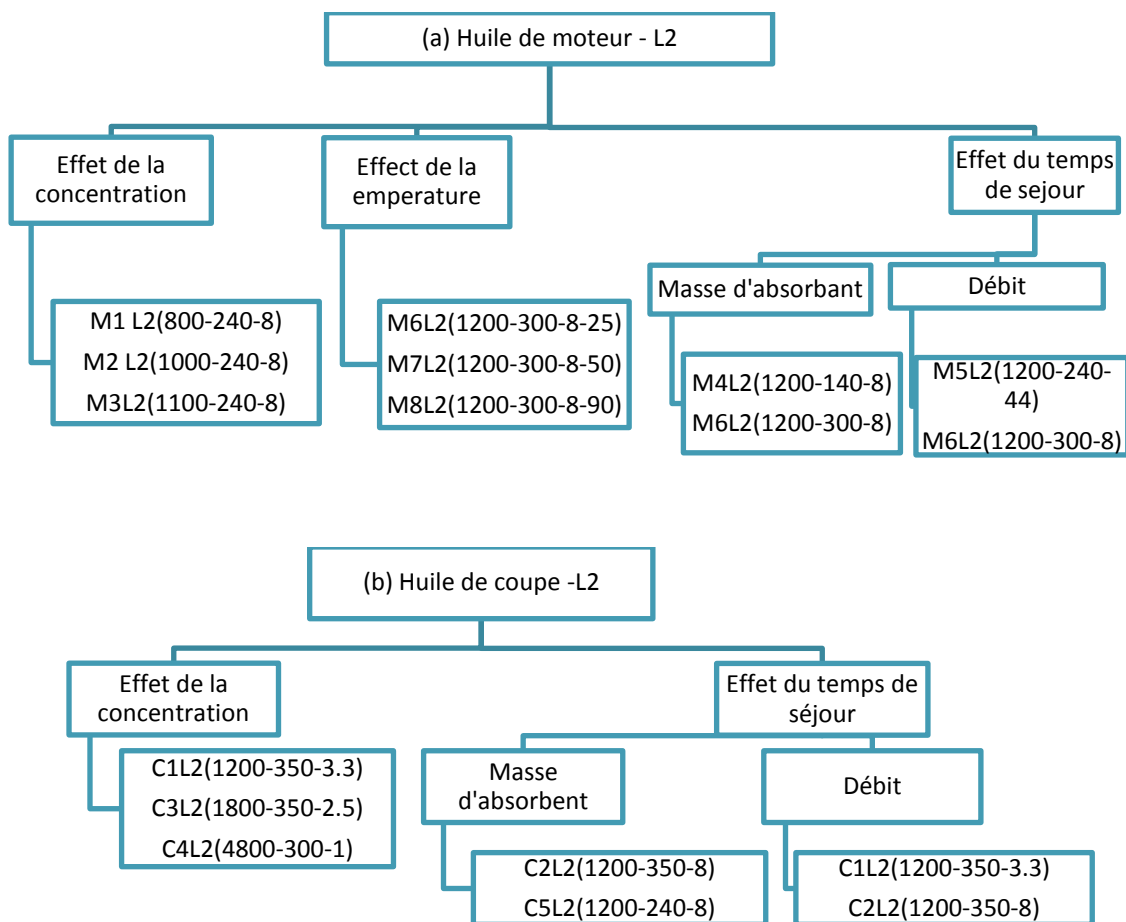 (a) Huile de moteur - L2
Effet de la
concentration
Effect de la
emperature
Effet du temps
de sejour
Masse d'absorbant
Débit
M1 L2(800-240-8)
M2 L2(1000-240-8)
M3L2(1100-240-8)
M6L2(1200-300-8-25)
M7L2(1200-300-8-50)
M8L2(1200-300-8-90)
M4L2(1200-140-8)
M6L2(1200-300-8)
M5L2(1200-240-
44)
M6L2(1200-300-8)
(b) Huile de coupe -L2
Effet de la
concentration
Effet du temps de
séjour
C1L2(1200-350-3.3)
C3L2(1800-350-2.5)
C4L2(4800-300-1)
Masse
d'absorbent
Débit
C2L2(1200-350-8)
C5L2(1200-240-8)
C1L2(1200-350-3.3)
C2L2(1200-350-8)